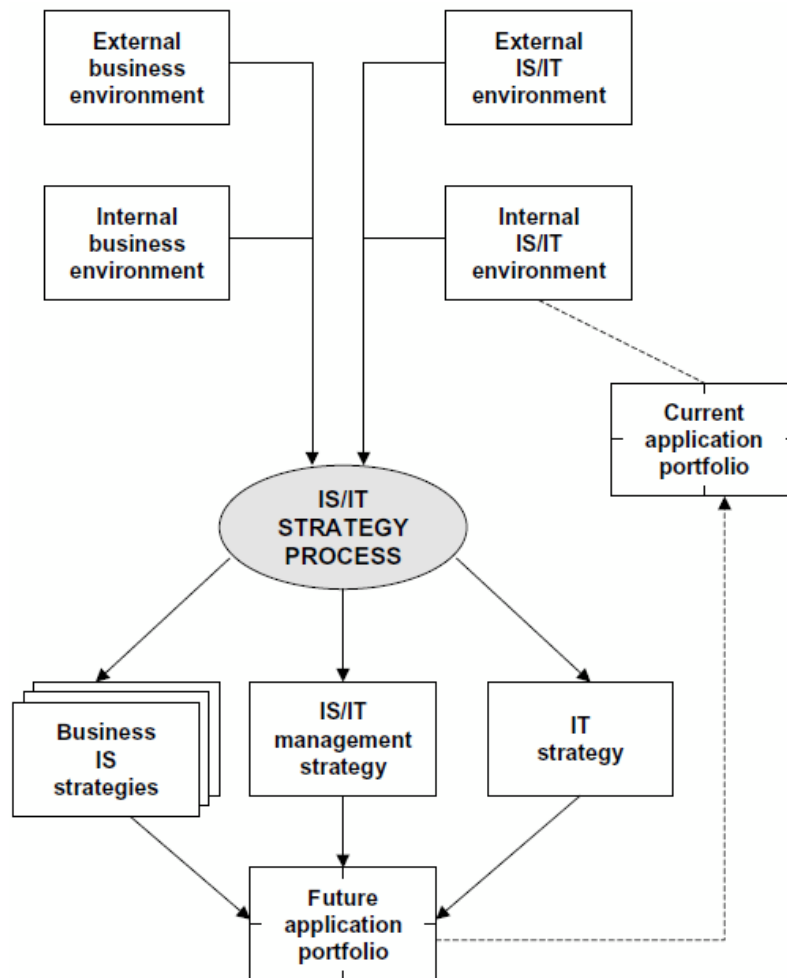 External
business
environment
External
IS/IT
environment
Internal
business
environment
Internal
IS/IT
environment
Current
application
portfolio
IS/IT
STRATEGY
PROCESS
Business
IS
strategies
IS/IT
management
strategy
IT
strategy
Future
application
portfolio